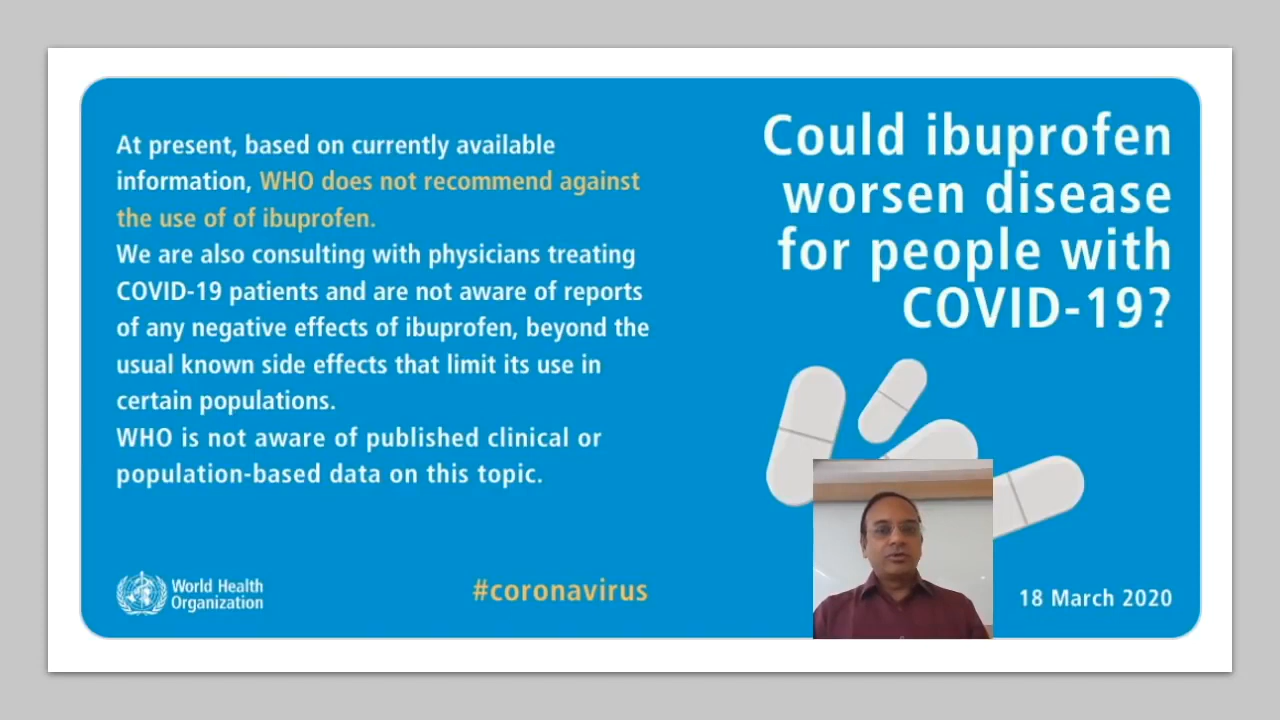 Could ibuprofen
worsen disease
for people with
COVID-19?
At present, based on currently available
information, WHO does not recommend against
the use of of ibuprofen.
We are also consulting with physicians treating
COVID-19 patients and are not aware of reports
of any negative effects of ibuprofen, beyond the
usual known side effects that limit its use in
certain populations.
WHO is not aware of published clinical or
population-based data on this topic.
World Health
Organization
#coronavirus
18 March 2020